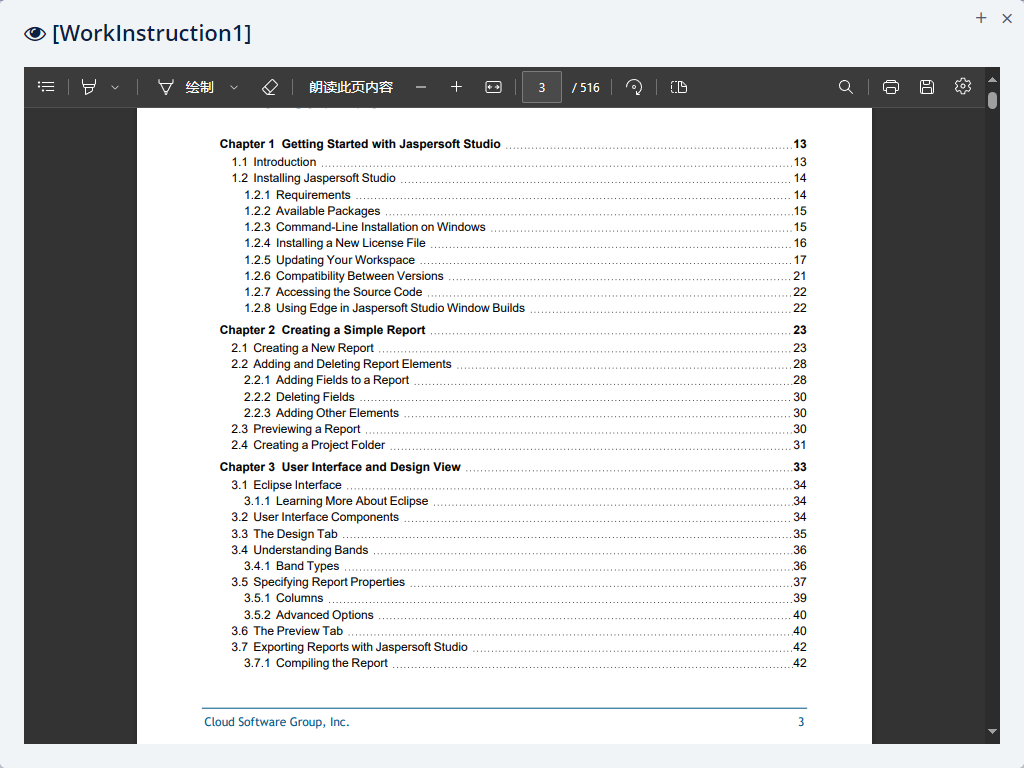 [WorkInstruction1]
绘制 朗读此页内容 3 / 516
Chapter 1 Getting Started with Jaspersoft Studio 13
1.1 Introduction 13
1.2 Installing Jaspersoft Studio 14
1.2.1 Requirements 14
1.2.2 Available Packages 15
1.2.3 Command-Line Installation on Windows 15
1.2.4 Installing a New License File 16
1.2.5 Updating Your Workspace 17
1.2.6 Compatibility Between Versions 21
1.2.7 Accessing the Source Code 22
1.2.8 Using Edge in Jaspersoft Studio Window Builds 22
Chapter 2 Creating a Simple Report 23
2.1 Creating a New Report 23
2.2 Adding and Deleting Report Elements 28
2.2.1 Adding Fields to a Report 28
2.2.2 Deleting Fields 30
2.2.3 Adding Other Elements 30
2.3 Previewing a Report 30
2.4 Creating a Project Folder 31
Chapter 3 User Interface and Design View 33
3.1 Eclipse Interface 34
3.1.1 Learning More About Eclipse 34
3.2 User Interface Components 34
3.3 The Design Tab 35
3.4 Understanding Bands 36
3.4.1 Band Types 36
3.5 Specifying Report Properties 37
3.5.1 Columns 39
3.5.2 Advanced Options 40
3.6 The Preview Tab 40
3.7 Exporting Reports with Jaspersoft Studio 42
3.7.1 Compiling the Report 42
Cloud Software Group, Inc. 3